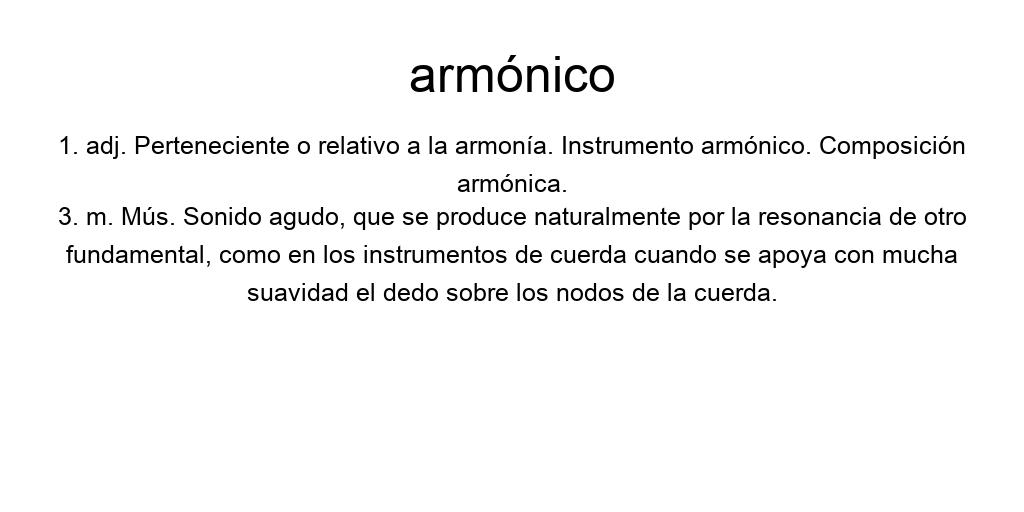 armónico
1. adj. Perteneciente o relativo a la armonía. Instrumento armónico. Composición
armónica.
3. m. Mús. Sonido agudo, que se produce naturalmente por la resonancia de otro
fundamental, como en los instrumentos de cuerda cuando se apoya con mucha
suavidad el dedo sobre los nodos de la cuerda.